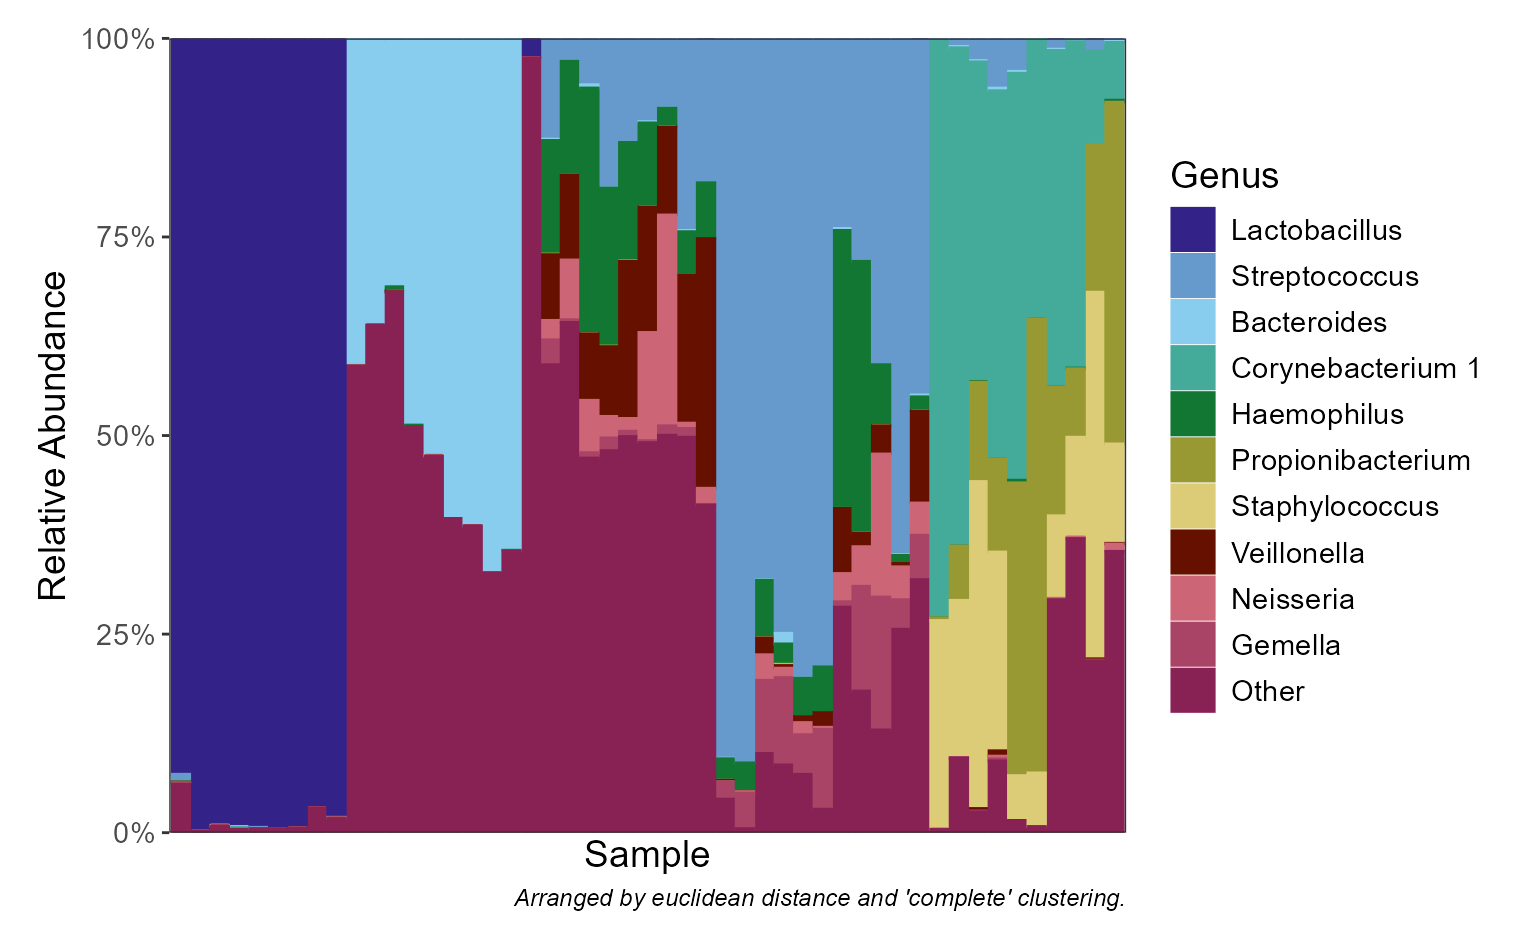 100%
75%
50%
25%
0%
Relative Abundance
Sample
Arranged by euclidean distance and 'complete' clustering.
Genus
Lactobacillus
Streptococcus
Bacteroides
Corynebacterium 1
Haemophilus
Propionibacterium
Staphylococcus
Veillonella
Neisseria
Gemella
Other